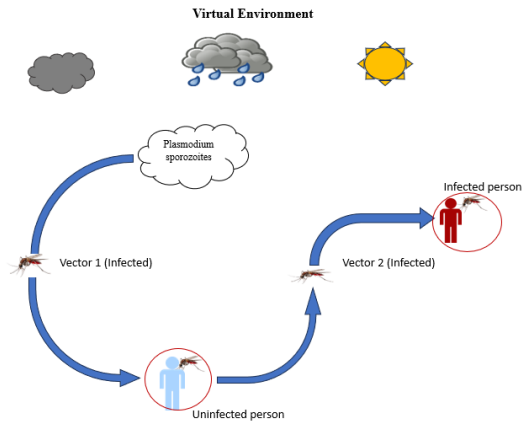 Virtual Environment
Plasmodium
sporozoites
Infected person
Vector 1 (Infected)
Vector 2 (Infected)
Uninfected person